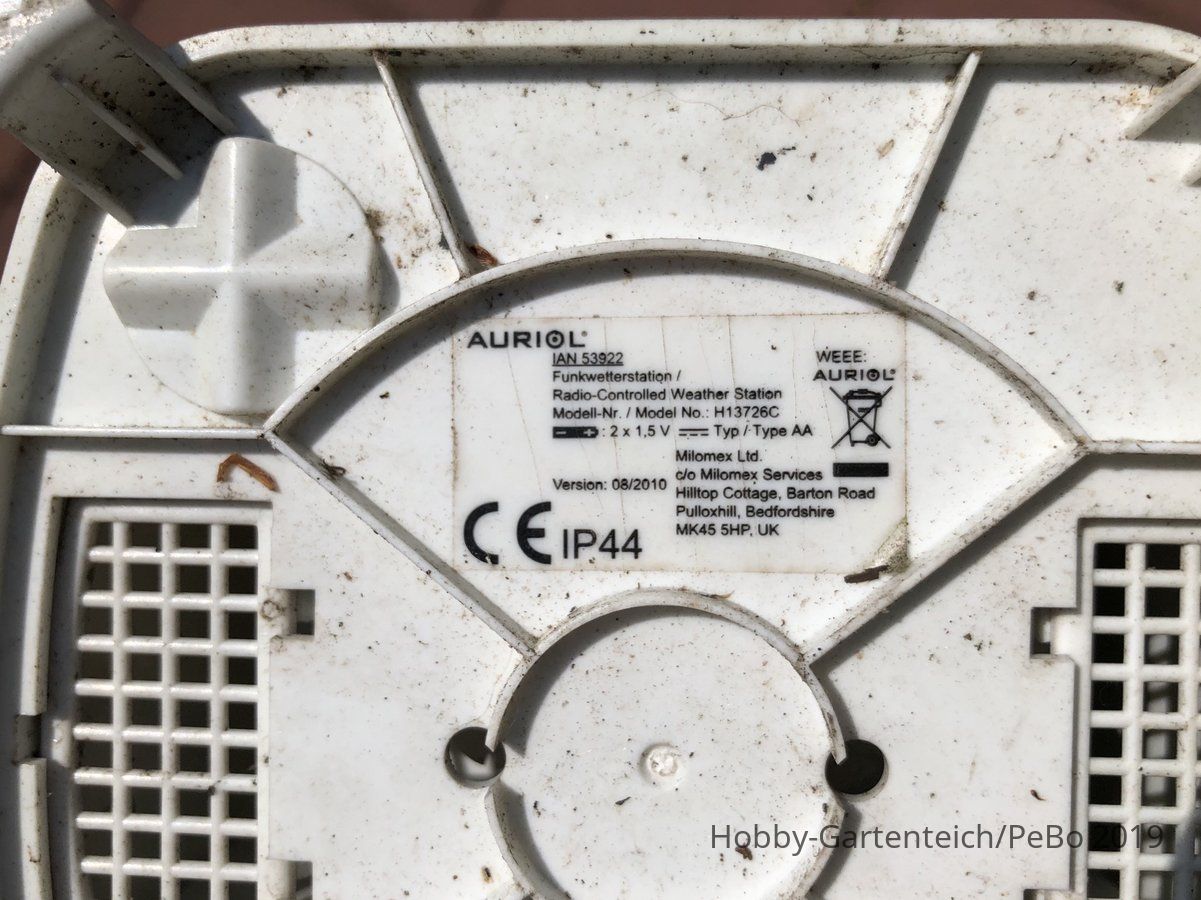 AURIOL®
IAN 53922
Funkwetterstation /
Radio-Controlled Weather Station
Modell-Nr. / Model No.: H13726C
: 2 x 1,5 V Typ / Type AA
WEEE:
AURIOL®
Version: 08/2010
Milomex Ltd.
c/o Milomex Services
Hilltop Cottage, Barton Road
Pulloxhill, Bedfordshire
MK45 5HP, UK
CE IP44
Hobby-Gartenteich/PeBo 2019